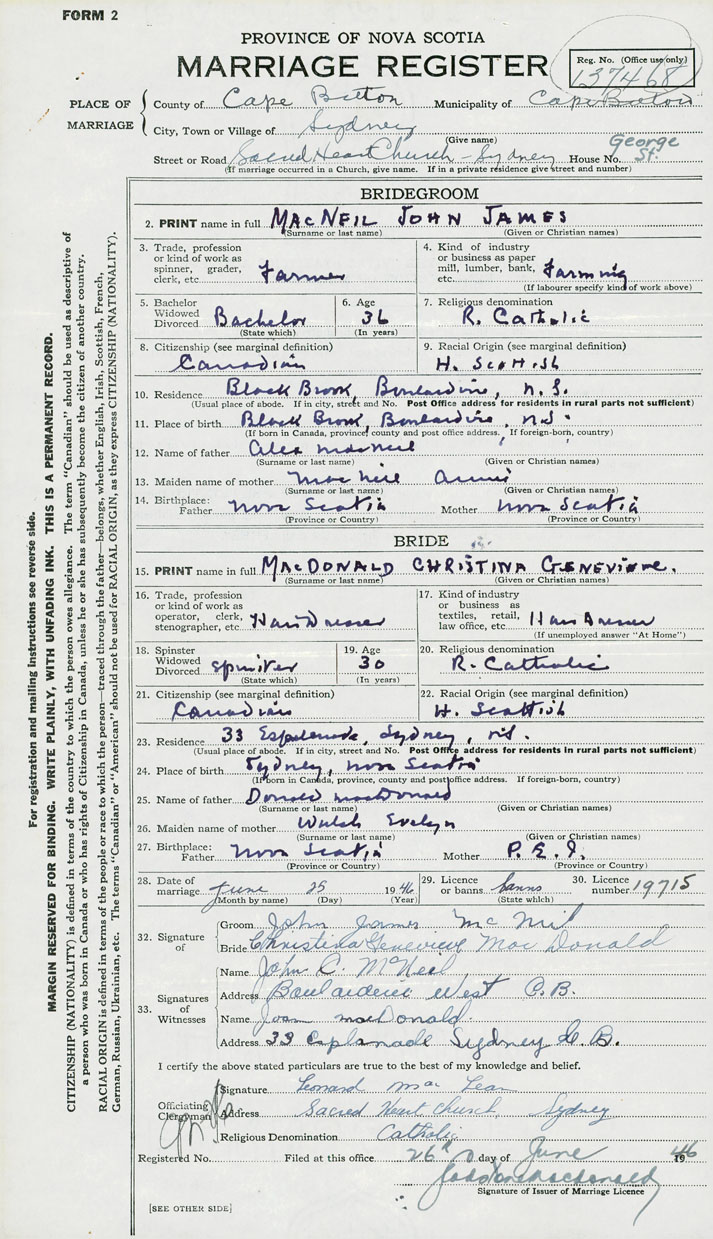 FORM 2
PROVINCE OF NOVA SCOTIA
MARRIAGE REGISTER
Reg. No. (Office use only)
137468
PLACE OF MARRIAGE
County of Cape Breton Municipality of Cape Breton
City, Town or Village of Sydney
(Give name)
Street or Road Sacred Heart Church - Sydney House No. George St.
(If marriage occurred in a Church, give name. If in a private residence give street and number)
BRIDEGROOM
2. PRINT name in full MACNEIL JOHN JAMES
(Surname or last name) (Given or Christian names)
3. Trade, profession or kind of work as spinner, grader, clerk, etc. Farmer
4. Kind of industry or business as paper mill, lumber, bank, etc. Farming
(If labourer specify kind of work above)
5. Bachelor Widowed Divorced Bachelor
(State which)
6. Age 36
(In years)
7. Religious denomination
R. Catholic
8. Citizenship (see marginal definition)
Canadian
9. Racial Origin (see marginal definition)
H. Scottish
10. Residence Black Brook, Boulardrie, N. S.
(Usual place of abode. If in city, street and No. Post Office address for residents in rural parts not sufficient)
11. Place of birth Black Brook, Boulardrie, N.S.
(If born in Canada, province, county and post office address. If foreign-born, country)
12. Name of father Alex MacNeil
(Surname or last name) (Given or Christian names)
13. Maiden name of mother MacNeil Annie
(Surname or last name) (Given or Christian names)
14. Birthplace: Father Nova Scotia Mother Nova Scotia
(Province or Country) (Province or Country)
BRIDE
15. PRINT name in full MACDONALD CHRISTINA GENEVIEVE.
(Surname or last name) (Given or Christian names)
16. Trade, profession or kind of work as operator, clerk, stenographer, etc. Hairdresser
17. Kind of industry or business as textiles, retail, law office, etc. Hairdresser
(If unemployed answer "At Home")
18. Spinster Widowed Divorced Spinster
(State which)
19. Age 30
(In years)
20. Religious denomination
R. Catholic
21. Citizenship (see marginal definition)
Canadian
22. Racial Origin (see marginal definition)
H. Scottish
23. Residence 33 Esplanade, Sydney, N.S.
(Usual place of abode. If in city, street and No. Post Office address for residents in rural parts not sufficient)
24. Place of birth Sydney, Nova Scotia
(If born in Canada, province, county and post office address. If foreign-born, country)
25. Name of father Donald MacDonald
(Surname or last name) (Given or Christian names)
26. Maiden name of mother Walsh Evelyn
(Surname or last name) (Given or Christian names)
27. Birthplace: Father Nova Scotia Mother P.E.I.
(Province or Country) (Province or Country)
28. Date of marriage June 25 1946
(Month by name) (Day) (Year)
29. Licence or banns banns
(State which)
30. Licence number 19715
32. Signature of
Groom John James McNeil
Bride Christina Genevieve MacDonald
33. Signatures of Witnesses
Name John C. McNeil
Address Boulardrie West C.B.
Name Joan MacDonald.
Address 33 Esplanade Sydney C.B.
I certify the above stated particulars are true to the best of my knowledge and belief.
Officiating Clergyman
Signature Leonard MacLean
Address Sacred Heart Church, Sydney
Religious Denomination Catholic
Registered No. Filed at this office 26th day of June 1946
Signature of Issuer of Marriage Licence
[SEE OTHER SIDE]
For registration and mailing instructions see reverse side.
MARGIN RESERVED FOR BINDING. WRITE PLAINLY, WITH UNFADING INK. THIS IS A PERMANENT RECORD.
CITIZENSHIP (NATIONALITY) is defined in terms of the country to which the person owes allegiance. The term "Canadian" should be used as descriptive of
a person who was born in Canada or who has rights of Citizenship in Canada, unless he or she has subsequently become the citizen of another country.
RACIAL ORIGIN is defined in terms of the people or race to which the person—traced through the father—belongs, whether English, Irish, Scottish, French,
German, Russian, Ukrainian, etc. The terms "Canadian" or "American" should not be used for RACIAL ORIGIN, as they express CITIZENSHIP (NATIONALITY).